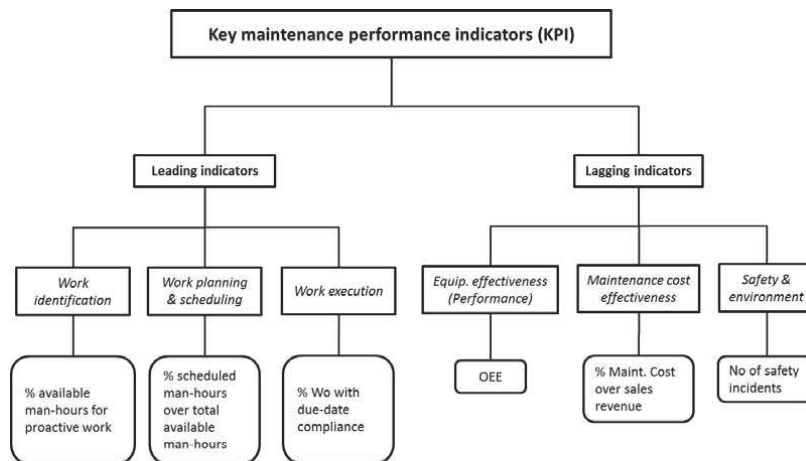 Key maintenance performance indicators (KPI)
Leading indicators
Lagging indicators
Work
identification
Work planning
& scheduling
Work execution
Equip. effectiveness
(Performance)
Maintenance cost
effectiveness
Safety &
environment
% available
man-hours for
proactive work
% scheduled
man-hours
over total
available
man-hours
% Wo with
due-date
compliance
OEE
% Maint. Cost
over sales
revenue
No of safety
incidents